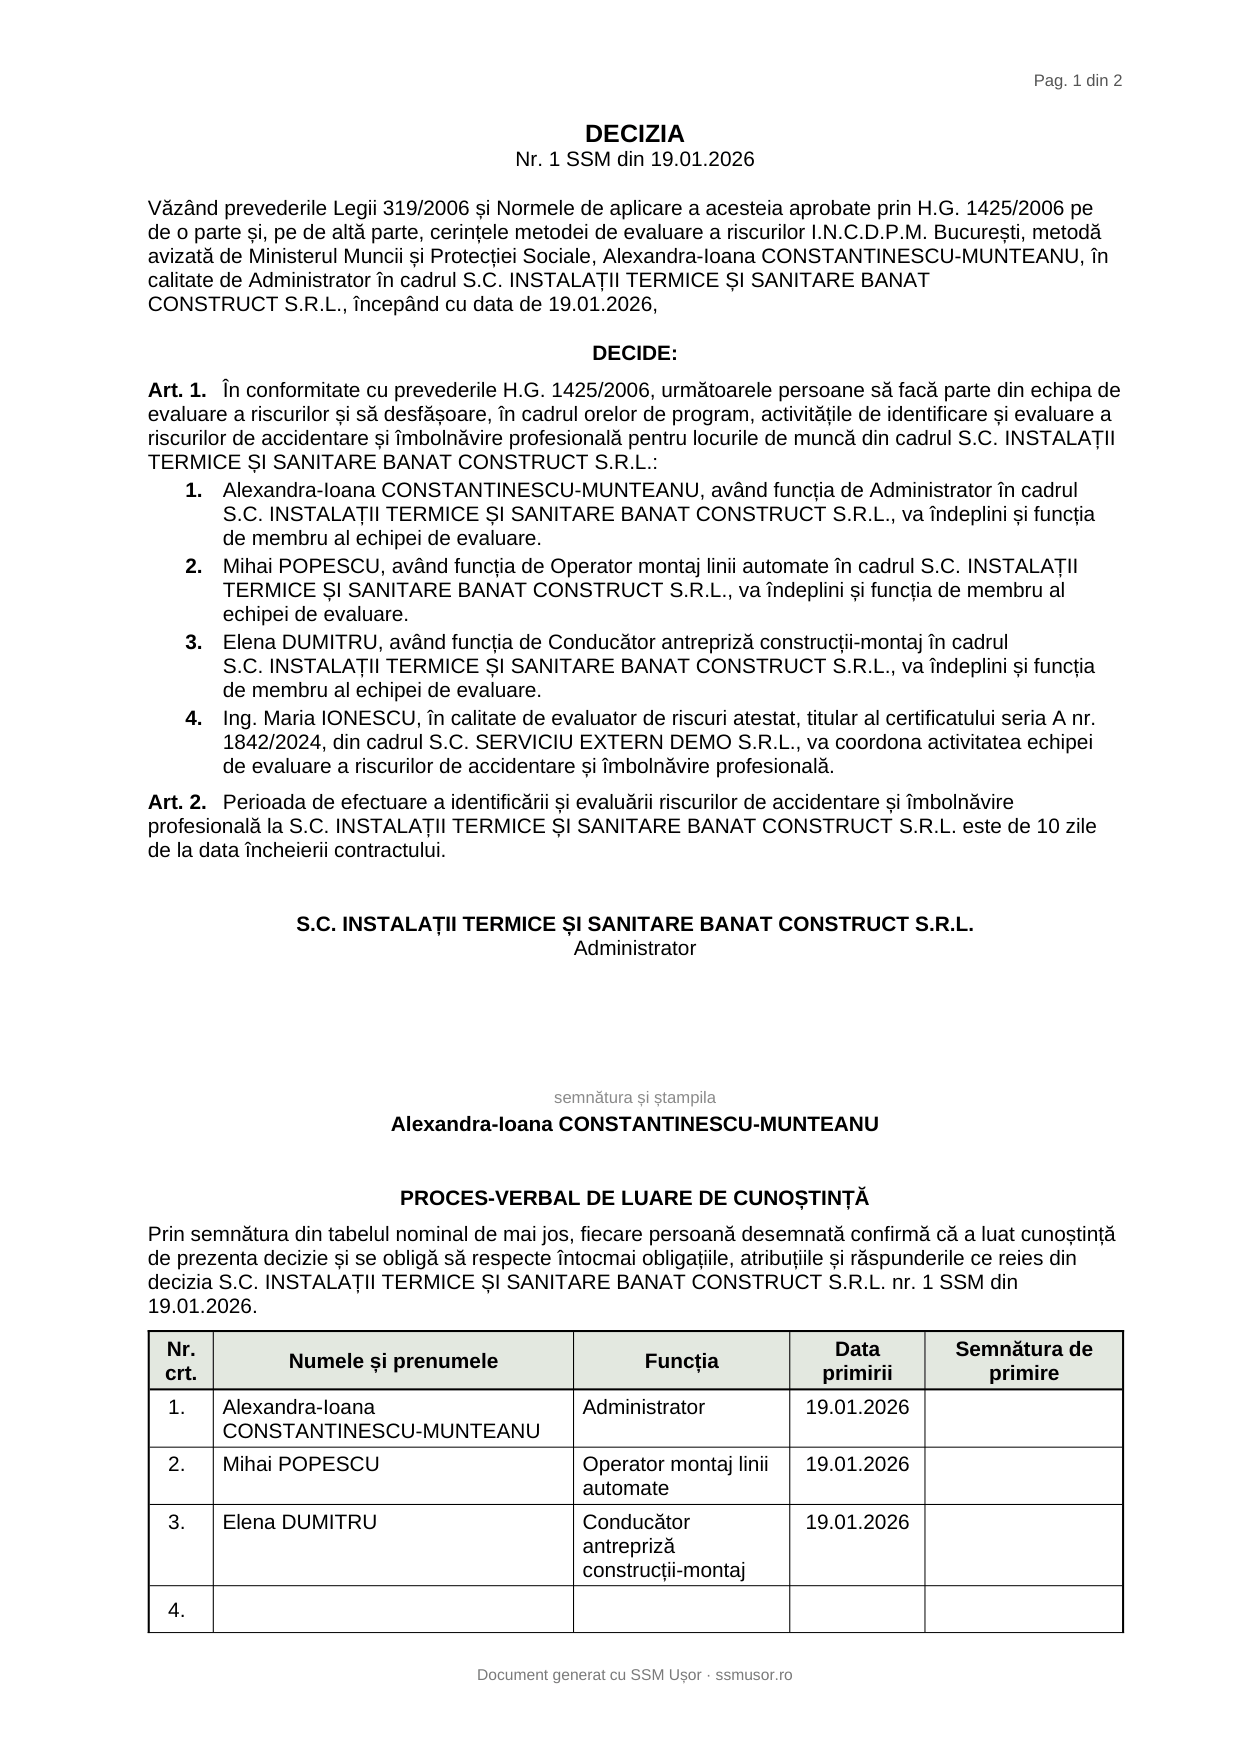 Pag. 1 din 2
DECIZIA
Nr. 1 SSM din 19.01.2026
Văzând prevederile Legii 319/2006 și Normele de aplicare a acesteia aprobate prin H.G. 1425/2006 pe
de o parte și, pe de altă parte, cerințele metodei de evaluare a riscurilor I.N.C.D.P.M. București, metodă
avizată de Ministerul Muncii și Protecției Sociale, Alexandra-Ioana CONSTANTINESCU-MUNTEANU, în
calitate de Administrator în cadrul S.C. INSTALAȚII TERMICE ȘI SANITARE BANAT
CONSTRUCT S.R.L., începând cu data de 19.01.2026,
DECIDE:
Art. 1. În conformitate cu prevederile H.G. 1425/2006, următoarele persoane să facă parte din echipa de
evaluare a riscurilor și să desfășoare, în cadrul orelor de program, activitățile de identificare și evaluare a
riscurilor de accidentare și îmbolnăvire profesională pentru locurile de muncă din cadrul S.C. INSTALAȚII
TERMICE ȘI SANITARE BANAT CONSTRUCT S.R.L.:
1. Alexandra-Ioana CONSTANTINESCU-MUNTEANU, având funcția de Administrator în cadrul
S.C. INSTALAȚII TERMICE ȘI SANITARE BANAT CONSTRUCT S.R.L., va îndeplini și funcția
de membru al echipei de evaluare.
2. Mihai POPESCU, având funcția de Operator montaj linii automate în cadrul S.C. INSTALAȚII
TERMICE ȘI SANITARE BANAT CONSTRUCT S.R.L., va îndeplini și funcția de membru al
echipei de evaluare.
3. Elena DUMITRU, având funcția de Conducător antrepriză construcții-montaj în cadrul
S.C. INSTALAȚII TERMICE ȘI SANITARE BANAT CONSTRUCT S.R.L., va îndeplini și funcția
de membru al echipei de evaluare.
4. Ing. Maria IONESCU, în calitate de evaluator de riscuri atestat, titular al certificatului seria A nr.
1842/2024, din cadrul S.C. SERVICIU EXTERN DEMO S.R.L., va coordona activitatea echipei
de evaluare a riscurilor de accidentare și îmbolnăvire profesională.
Art. 2. Perioada de efectuare a identificării și evaluării riscurilor de accidentare și îmbolnăvire
profesională la S.C. INSTALAȚII TERMICE ȘI SANITARE BANAT CONSTRUCT S.R.L. este de 10 zile
de la data încheierii contractului.
S.C. INSTALAȚII TERMICE ȘI SANITARE BANAT CONSTRUCT S.R.L.
Administrator
semnătura și ștampila
Alexandra-Ioana CONSTANTINESCU-MUNTEANU
PROCES-VERBAL DE LUARE DE CUNOȘTINȚĂ
Prin semnătura din tabelul nominal de mai jos, fiecare persoană desemnată confirmă că a luat cunoștință
de prezenta decizie și se obligă să respecte întocmai obligațiile, atribuțiile și răspunderile ce reies din
decizia S.C. INSTALAȚII TERMICE ȘI SANITARE BANAT CONSTRUCT S.R.L. nr. 1 SSM din
19.01.2026.
Nr. crt. Numele și prenumele Funcția Data primirii Semnătura de primire
1. Alexandra-Ioana CONSTANTINESCU-MUNTEANU Administrator 19.01.2026
2. Mihai POPESCU Operator montaj linii automate 19.01.2026
3. Elena DUMITRU Conducător antrepriză construcții-montaj 19.01.2026
4.
Document generat cu SSM Ușor · ssmusor.ro